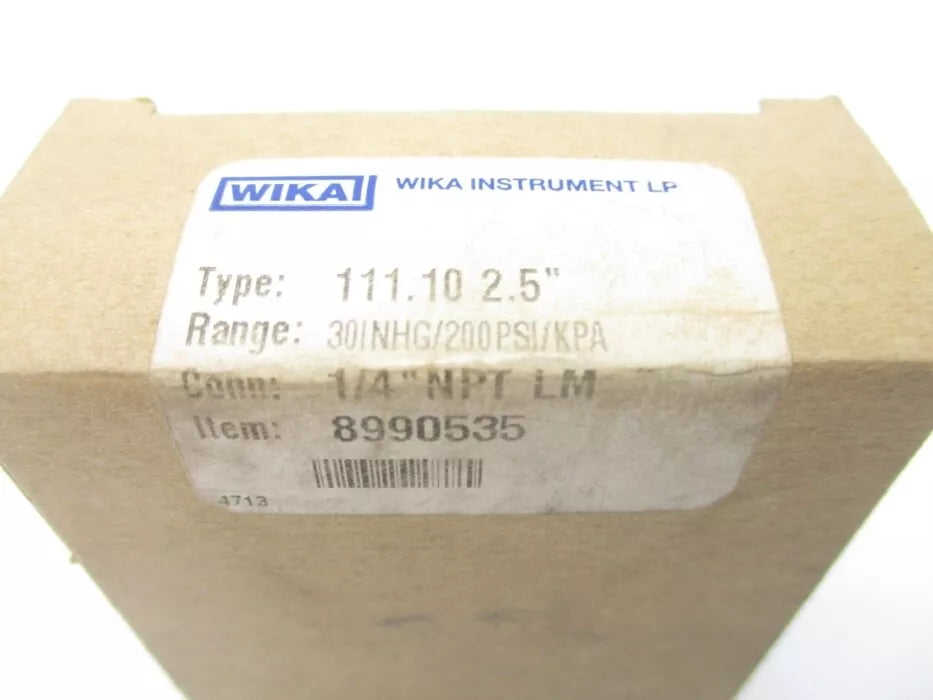 WIKA WIKA INSTRUMENT LP
Type: 111.10 2.5"
Range: 30INHG/200PSI/KPA
Conn: 1/4"NPT LM
Item: 8990535
4713